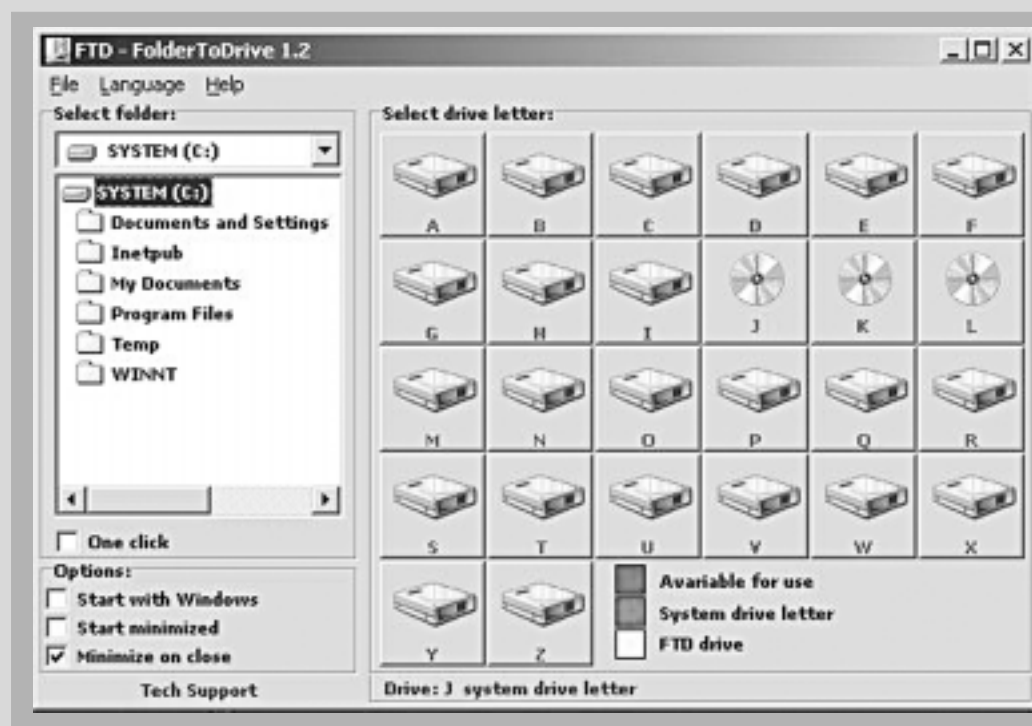 FTD - FolderToDrive 1.2
File Language Help
Select folder:
SYSTEM (C:)
SYSTEM (C:)
Documents and Settings
Inetpub
My Documents
Program Files
Temp
WINNT
One click
Options:
Start with Windows
Start minimized
Minimize on close
Tech Support
Select drive letter:
A B C D E F
G H I J K L
M N O P Q R
S T U V W X
Y Z
Avariable for use
System drive letter
FTD drive
Drive: J system drive letter